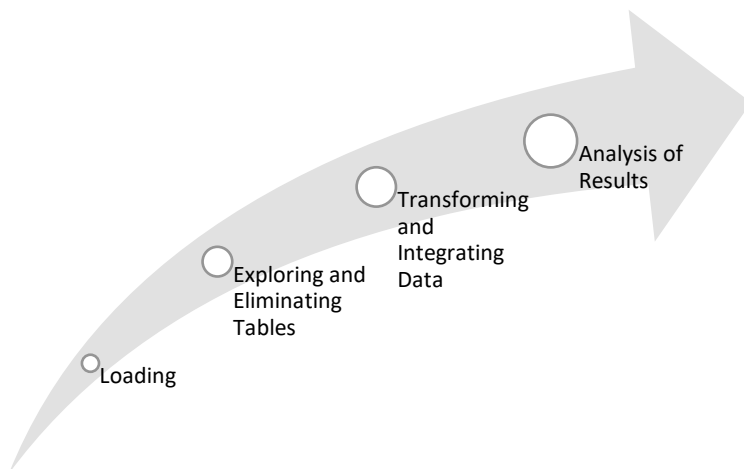 Loading
Exploring and
Eliminating
Tables
Transforming
and
Integrating
Data
Analysis of
Results